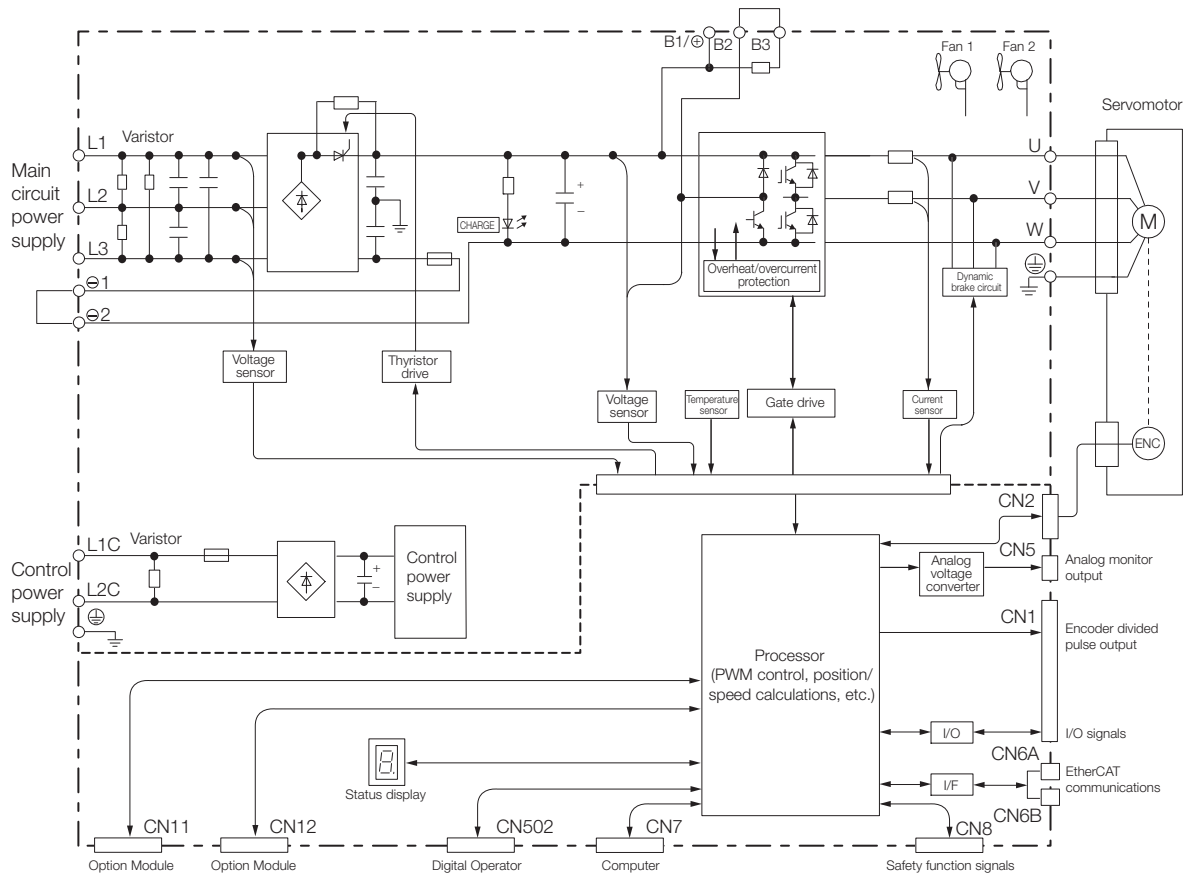 B1/⊕ B2 B3
Fan 1 Fan 2
Servomotor
Varistor
L1
U
Main
circuit
power
supply
L2
V
CHARGE
M
W
L3
Overheat/overcurrent
protection
Dynamic
brake circuit
⊖1
⊖2
Voltage
sensor
Thyristor
drive
Voltage
sensor
Temperature
sensor
Gate drive
Current
sensor
ENC
CN2
L1C
Varistor
CN5
Control
power
supply
L2C
+
–
Control
power
supply
Analog
voltage
converter
Analog monitor
output
CN1
Encoder divided
pulse output
Processor
(PWM control, position/
speed calculations, etc.)
I/O
I/O signals
CN6A
EtherCAT
communications
I/F
CN6B
8.
Status display
CN11
CN12
CN502
CN7
CN8
Option Module
Option Module
Digital Operator
Computer
Safety function signals
+
–